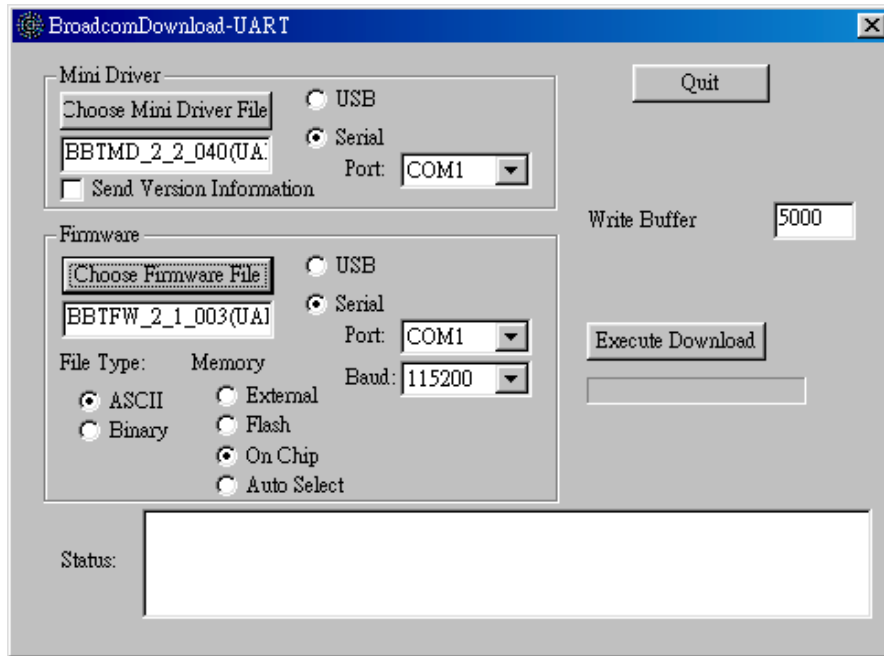 BroadcomDownload-UART
Mini Driver
Choose Mini Driver File
USB
Quit
Serial
BBTMD_2_2_040(UA
Port:
COM1
Send Version Information
Write Buffer
5000
Firmware
Choose Firmware File
USB
Serial
BBTFW_2_1_003(UAI
Port:
COM1
Execute Download
File Type:
Memory
Baud:
115200
ASCII
External
Binary
Flash
On Chip
Auto Select
Status: